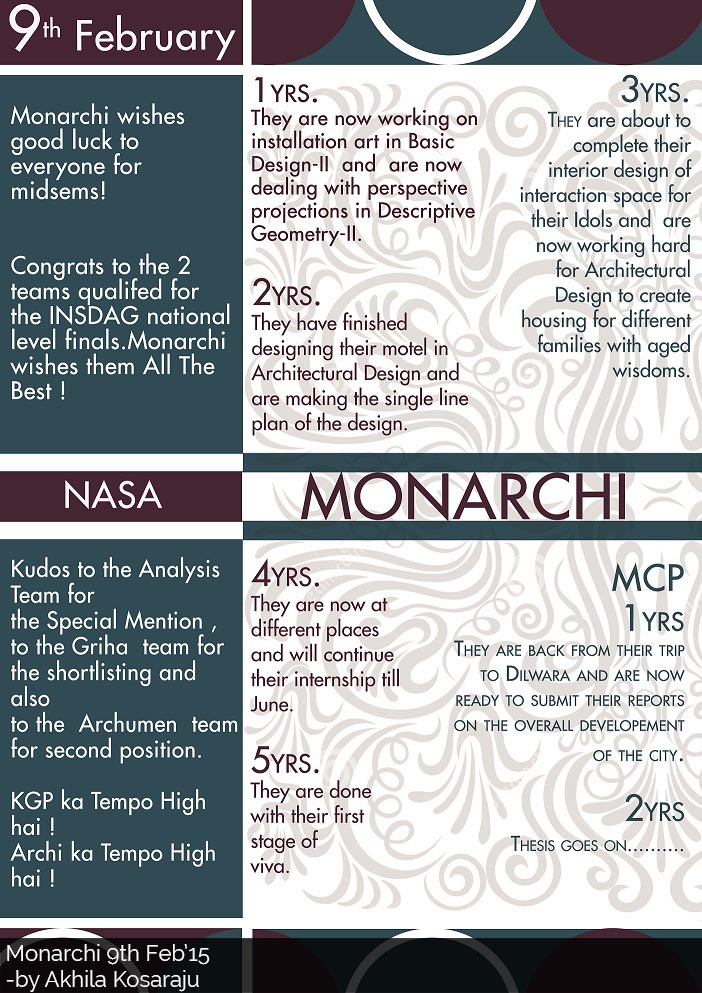 9th February
Monarchi wishes
good luck to
everyone for
midsems!
Congrats to the 2
teams qualifed for
the INSDAG national
level finals.Monarchi
wishes them All The
Best !
1YRS.
They are now working on
installation art in Basic
Design-II and are now
dealing with perspective
projections in Descriptive
Geometry-II.
2YRS.
They have finished
designing their motel in
Architectural Design and
are making the single line
plan of the design.
3YRS.
THEY are about to
complete their
interior design of
interaction space for
their Idols and are
now working hard
for Architectural
Design to create
housing for different
families with aged
wisdoms.
NASA
MONARCHI
Kudos to the Analysis
Team for
the Special Mention ,
to the Griha team for
the shortlisting and
also
to the Archumen team
for second position.
KGP ka Tempo High
hai !
Archi ka Tempo High
hai !
4YRS.
They are now at
different places
and will continue
their internship till
June.
5YRS.
They are done
with their first
stage of
viva.
MCP
1YRS
THEY ARE BACK FROM THEIR TRIP
TO DILWARA AND ARE NOW
READY TO SUBMIT THEIR REPORTS
ON THE OVERALL DEVELOPEMENT
OF THE CITY.
2YRS
THESIS GOES ON..........
Monarchi 9th Feb'15
-by Akhila Kosaraju